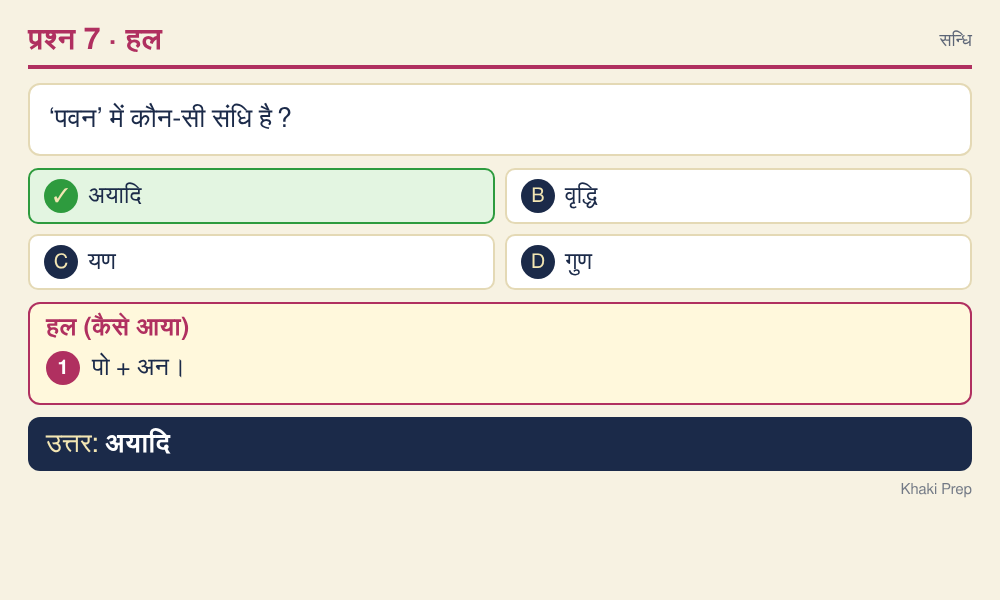 प्रश्न 7 · हल
सन्धि
‘पवन’ में कौन-सी संधि है ?
✓ अयादि
B वृद्धि
C यण
D गुण
हल (कैसे आया)
1 पो + अन।
उत्तर: अयादि
Khaki Prep